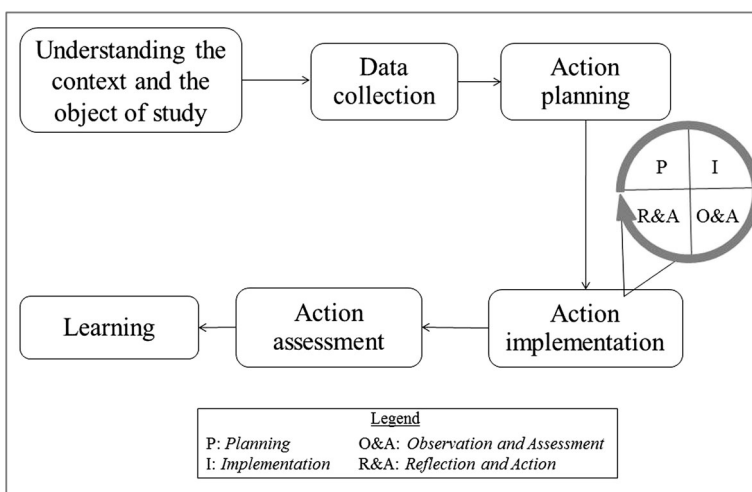 Understanding the
context and the
object of study
Data
collection
Action
planning
P
I
R&A
O&A
Learning
Action
assessment
Action
implementation
Legend
P: Planning
O&A: Observation and Assessment
I: Implementation
R&A: Reflection and Action